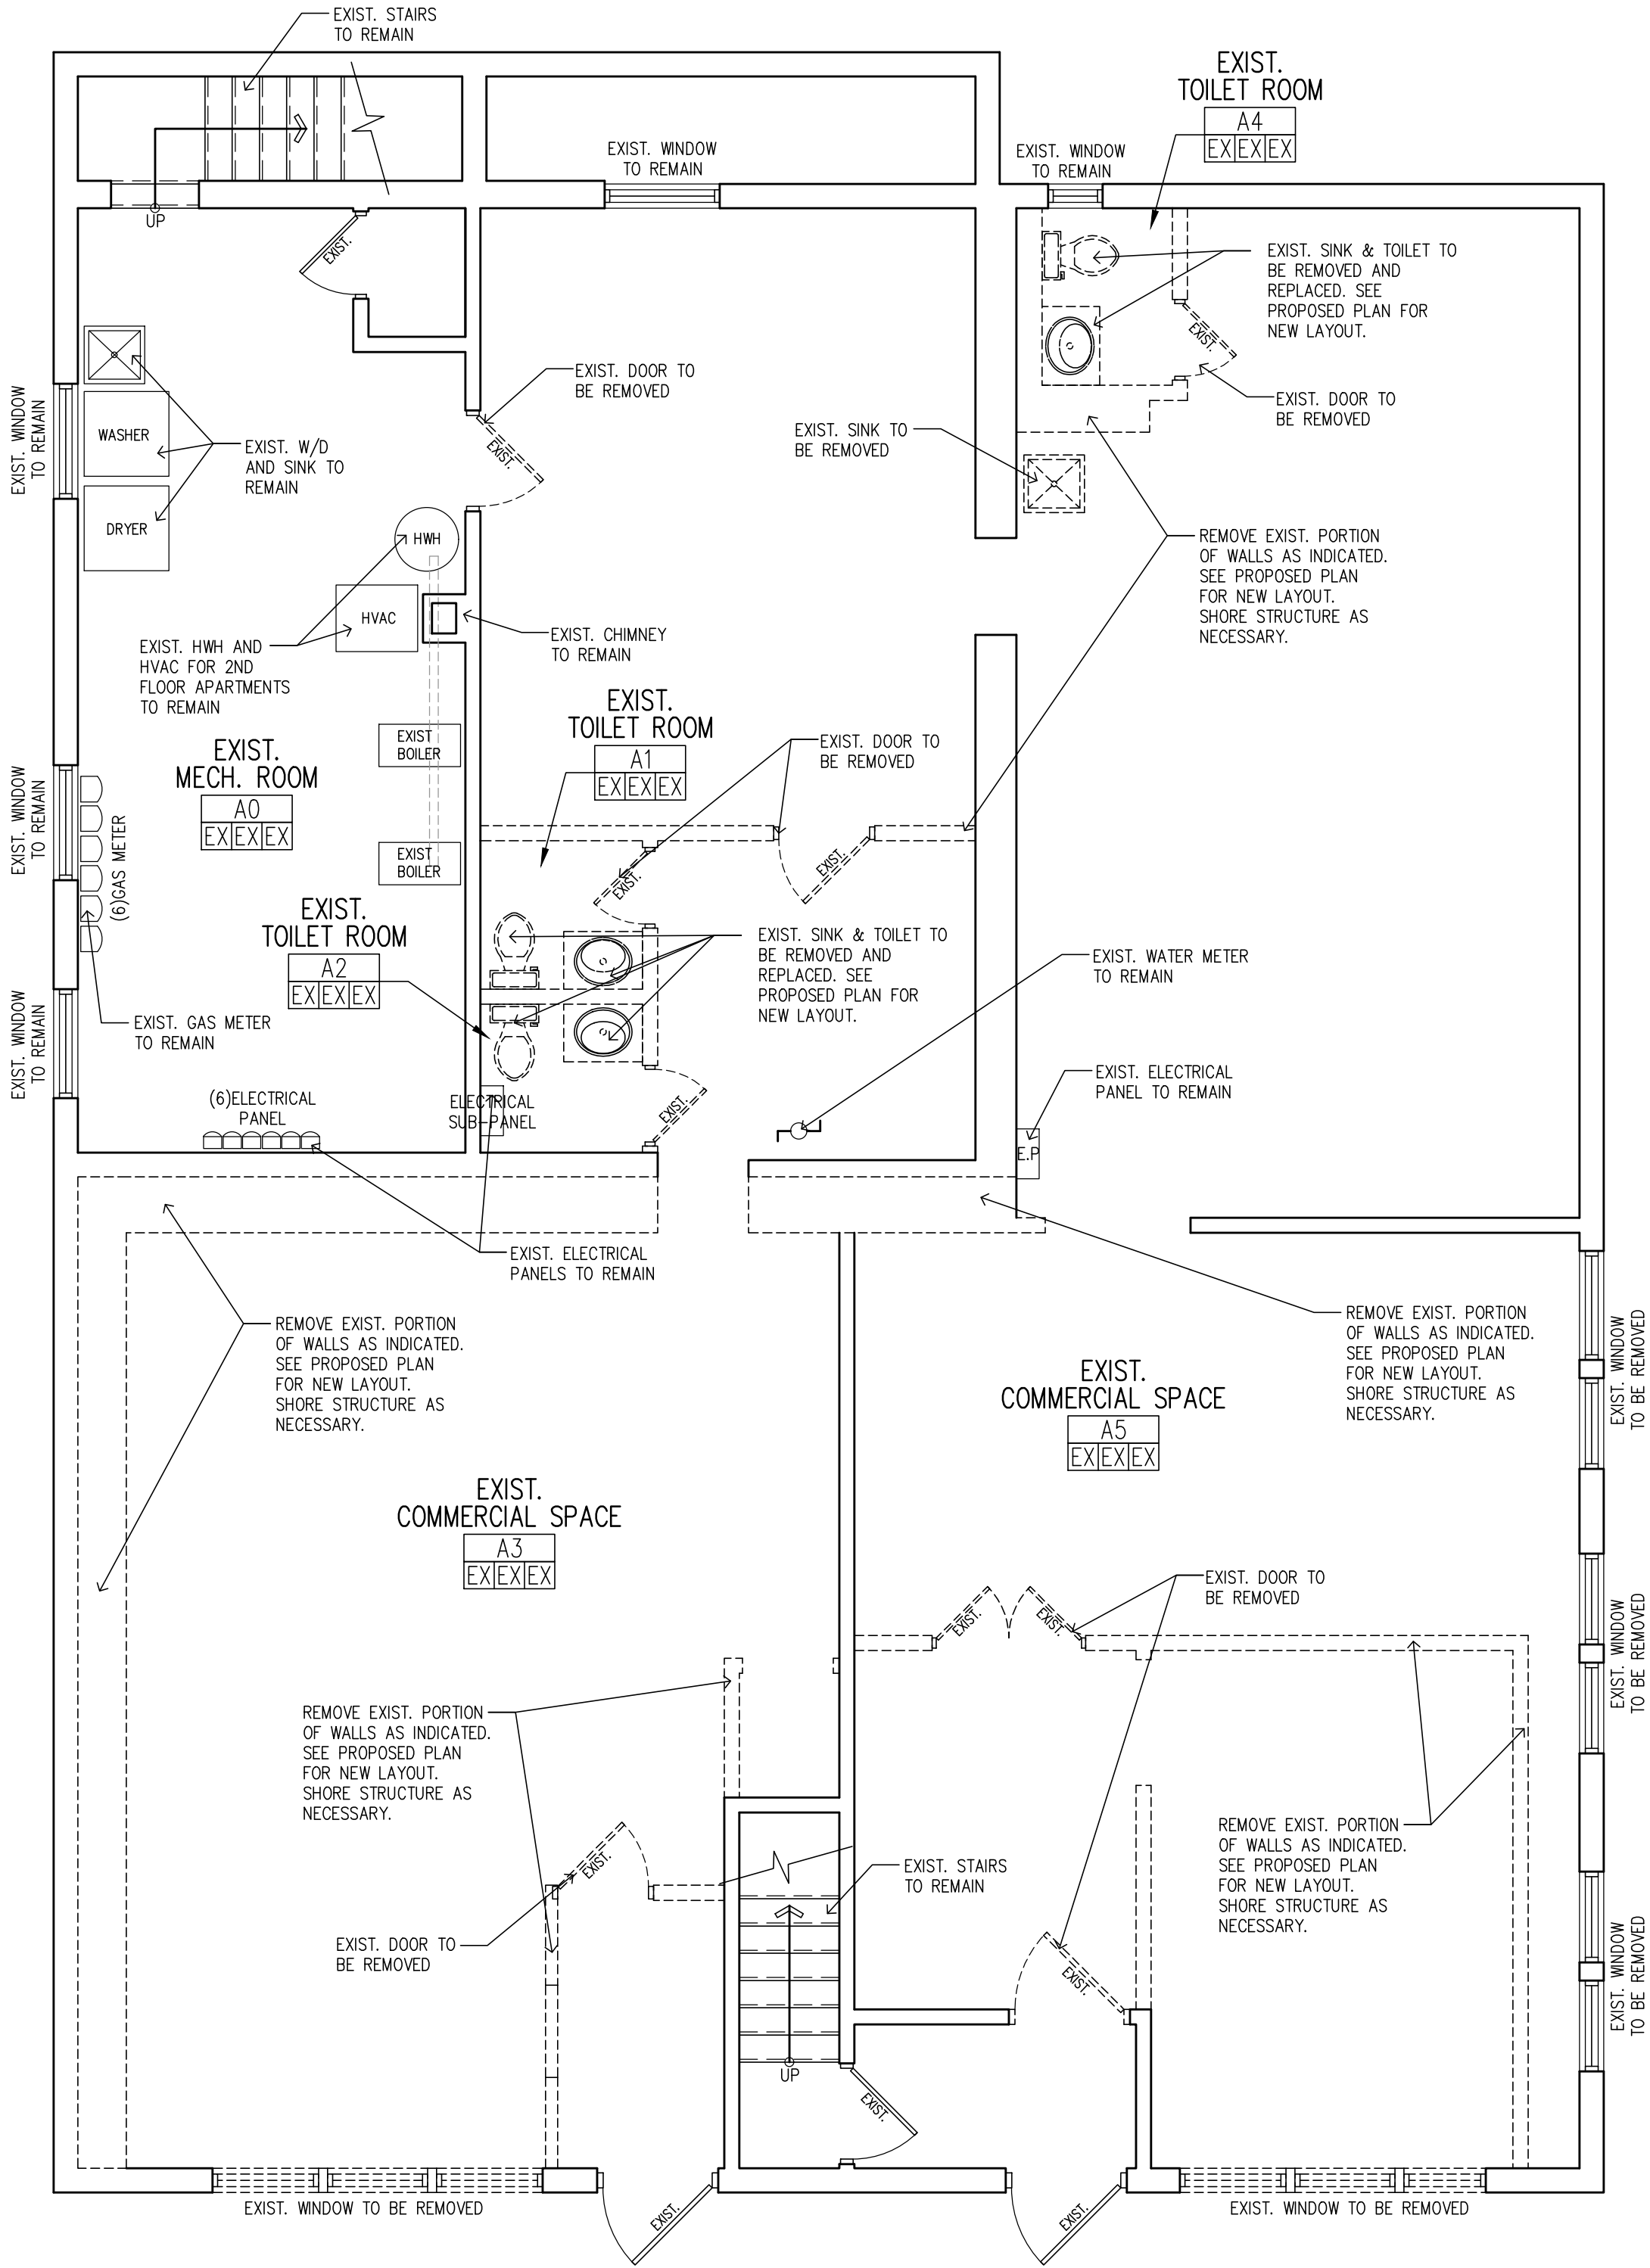 EXIST. STAIRS
TO REMAIN
EXIST.
TOILET ROOM
A4
EX EX EX
EXIST. WINDOW
TO REMAIN
EXIST. WINDOW
TO REMAIN
UP
EXIST.
EXIST. SINK & TOILET TO
BE REMOVED AND
REPLACED. SEE
PROPOSED PLAN FOR
NEW LAYOUT.
EXIST.
EXIST. DOOR TO
BE REMOVED
EXIST. DOOR TO
BE REMOVED
EXIST.
EXIST. SINK TO
BE REMOVED
EXIST. WINDOW
TO REMAIN
WASHER
DRYER
EXIST. W/D
AND SINK TO
REMAIN
HWH
HVAC
REMOVE EXIST. PORTION
OF WALLS AS INDICATED.
SEE PROPOSED PLAN
FOR NEW LAYOUT.
SHORE STRUCTURE AS
NECESSARY.
EXIST. HWH AND
HVAC FOR 2ND
FLOOR APARTMENTS
TO REMAIN
EXIST. CHIMNEY
TO REMAIN
EXIST.
TOILET ROOM
A1
EX EX EX
EXIST. DOOR TO
BE REMOVED
EXIST.
MECH. ROOM
A0
EX EX EX
EXIST
BOILER
EXIST
BOILER
EXIST. WINDOW
TO REMAIN
(6)GAS METER
EXIST.
EXIST.
EXIST.
TOILET ROOM
A2
EX EX EX
EXIST. SINK & TOILET TO
BE REMOVED AND
REPLACED. SEE
PROPOSED PLAN FOR
NEW LAYOUT.
EXIST. WATER METER
TO REMAIN
EXIST. WINDOW
TO REMAIN
EXIST. GAS METER
TO REMAIN
(6)ELECTRICAL
PANEL
ELECTRICAL
SUB-PANEL
EXIST.
EXIST. ELECTRICAL
PANEL TO REMAIN
E.P
EXIST. ELECTRICAL
PANELS TO REMAIN
REMOVE EXIST. PORTION
OF WALLS AS INDICATED.
SEE PROPOSED PLAN
FOR NEW LAYOUT.
SHORE STRUCTURE AS
NECESSARY.
REMOVE EXIST. PORTION
OF WALLS AS INDICATED.
SEE PROPOSED PLAN
FOR NEW LAYOUT.
SHORE STRUCTURE AS
NECESSARY.
EXIST. WINDOW
TO BE REMOVED
EXIST.
COMMERCIAL SPACE
A5
EX EX EX
EXIST.
COMMERCIAL SPACE
A3
EX EX EX
EXIST. DOOR TO
BE REMOVED
EXIST.
EXIST.
EXIST. WINDOW
TO BE REMOVED
REMOVE EXIST. PORTION
OF WALLS AS INDICATED.
SEE PROPOSED PLAN
FOR NEW LAYOUT.
SHORE STRUCTURE AS
NECESSARY.
REMOVE EXIST. PORTION
OF WALLS AS INDICATED.
SEE PROPOSED PLAN
FOR NEW LAYOUT.
SHORE STRUCTURE AS
NECESSARY.
EXIST.
EXIST. STAIRS
TO REMAIN
EXIST. DOOR TO
BE REMOVED
EXIST.
EXIST. WINDOW
TO BE REMOVED
UP
EXIST.
EXIST. WINDOW TO BE REMOVED
EXIST.
EXIST.
EXIST. WINDOW TO BE REMOVED